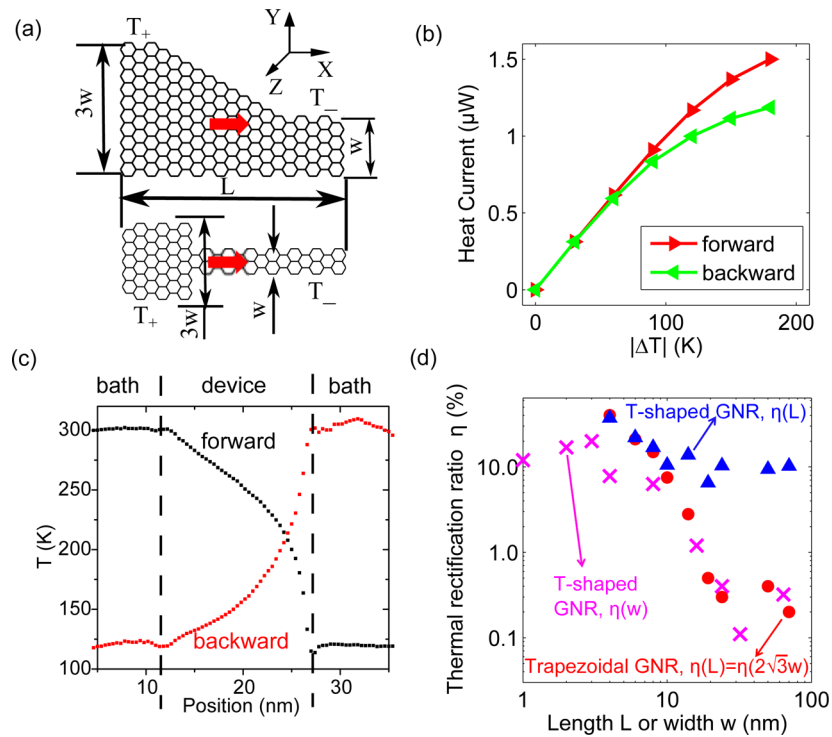 (a)
T+
Y
X
Z
T_
3w
w
L
T+
3w
w
T_
(b)
Heat Current (µW)
1.5
1
0.5
0
forward
backward
0
100
200
|ΔT| (K)
(c)
bath
device
bath
T (K)
300
250
200
150
100
forward
backward
10
20
30
Position (nm)
(d)
Thermal rectification ratio η (%)
10.0
1.0
0.1
T-shaped GNR, η(L)
T-shaped
GNR, η(w)
Trapezoidal GNR, η(L)=η(2√3w)
1
10
100
Length L or width w (nm)